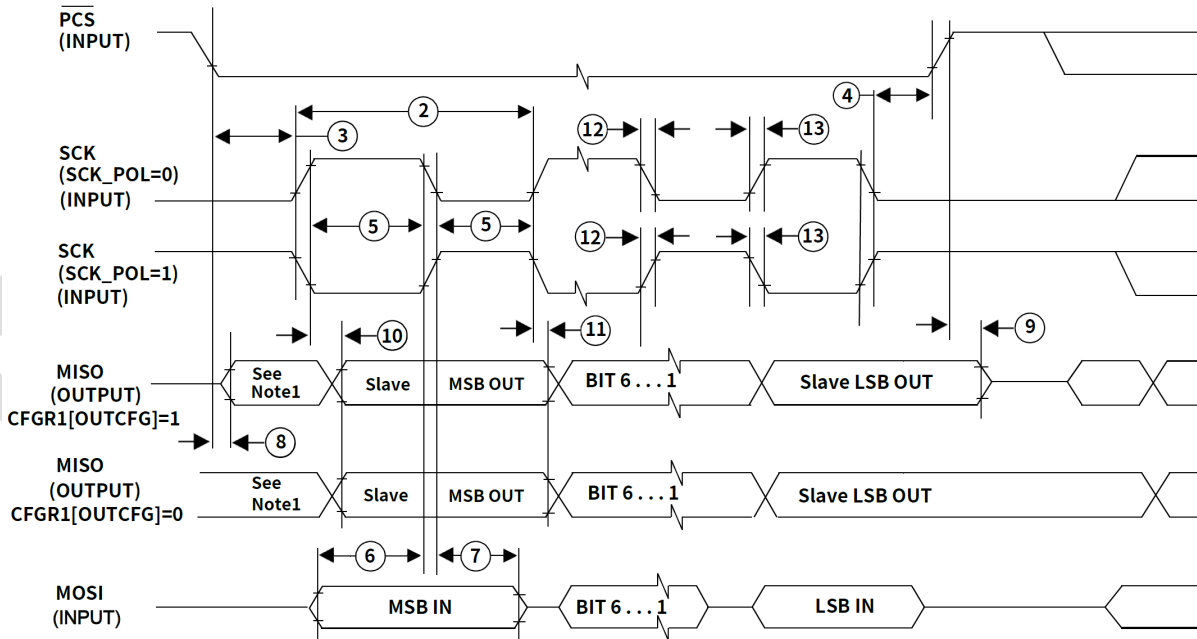 PCS
(INPUT)
4
2
3
12
13
SCK
(SCK_POL=0)
(INPUT)
5
5
12
13
SCK
(SCK_POL=1)
(INPUT)
10
11
9
MISO
(OUTPUT)
CFGR1[OUTCFG]=1
See
Note1
Slave
MSB OUT
BIT 6 . . . 1
Slave LSB OUT
8
MISO
(OUTPUT)
CFGR1[OUTCFG]=0
See
Note1
Slave
MSB OUT
BIT 6 . . . 1
Slave LSB OUT
6
7
MOSI
(INPUT)
MSB IN
BIT 6 . . . 1
LSB IN